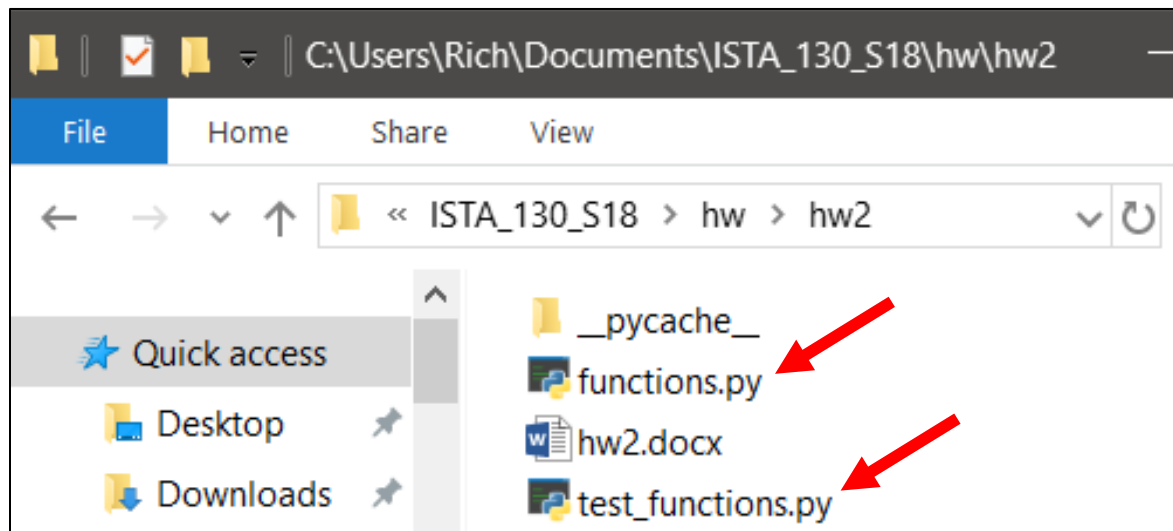 C:\Users\Rich\Documents\ISTA_130_S18\hw\hw2
File Home Share View
« ISTA_130_S18 > hw > hw2
__pycache__
Quick access
functions.py
Desktop
hw2.docx
Downloads
test_functions.py